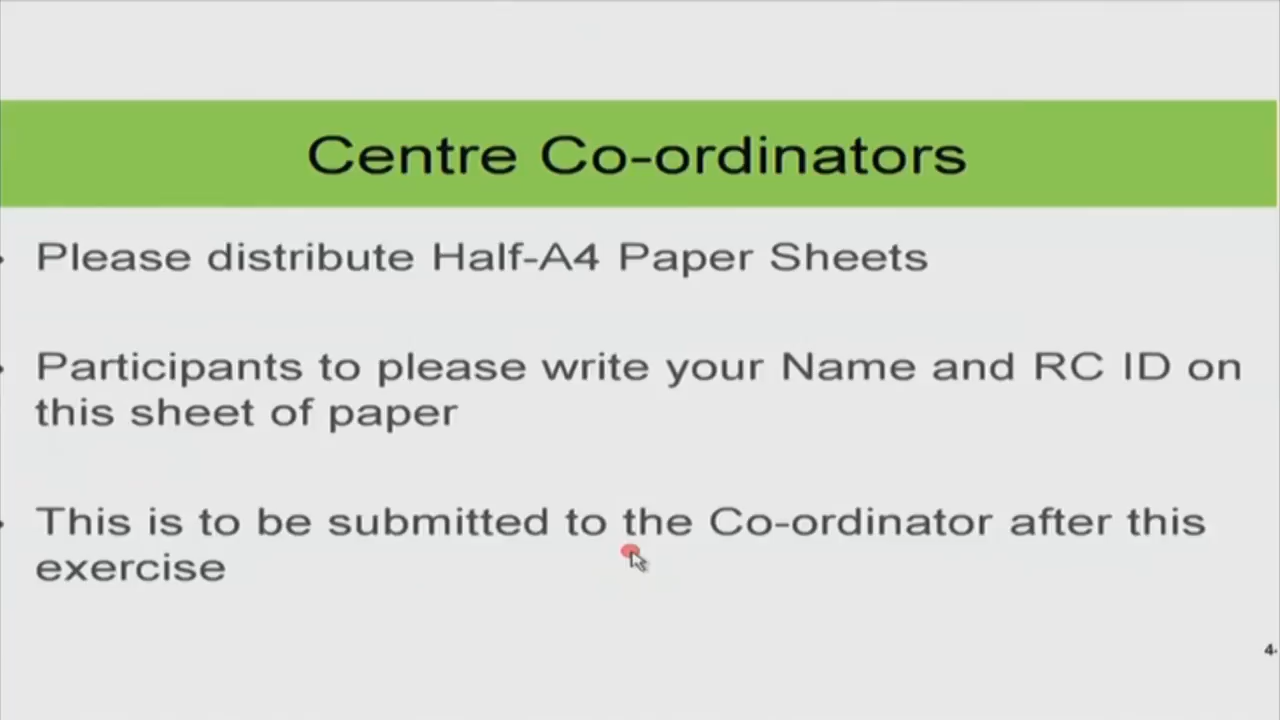 Centre Co-ordinators
Please distribute Half-A4 Paper Sheets
Participants to please write your Name and RC ID on
this sheet of paper
This is to be submitted to the Co-ordinator after this
exercise
4